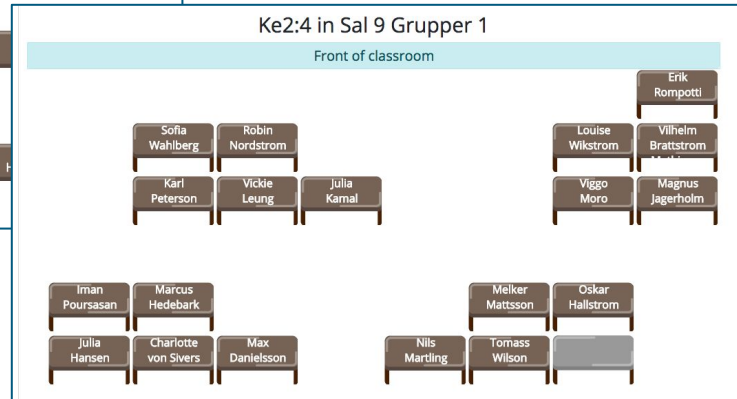 Ke2:4 in Sal 9 Grupper 1
Front of classroom
Erik
Rompotti
Sofia
Wahlberg
Robin
Nordstrom
Louise
Wikstrom
Vilhelm
Brattstrom
Karl
Peterson
Vickie
Leung
Julia
Kamal
Viggo
Moro
Magnus
Jagerholm
Iman
Poursasan
Marcus
Hedebark
Melker
Mattsson
Oskar
Hallstrom
Julia
Hansen
Charlotte
von Sivers
Max
Danielsson
Nils
Martling
Tomass
Wilson